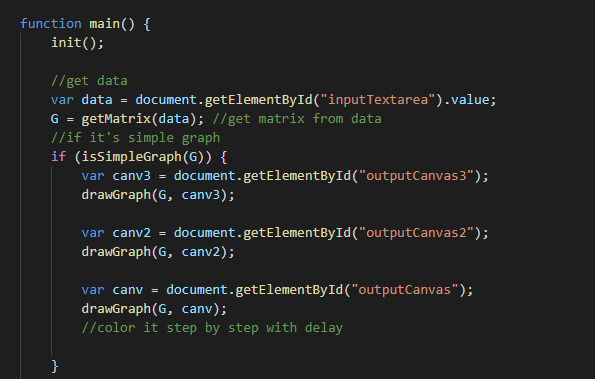 function main() {
init();
//get data
var data = document.getElementById("inputTextarea").value;
G = getMatrix(data); //get matrix from data
//if it's simple graph
if (isSimpleGraph(G)) {
var canv3 = document.getElementById("outputCanvas3");
drawGraph(G, canv3);
var canv2 = document.getElementById("outputCanvas2");
drawGraph(G, canv2);
var canv = document.getElementById("outputCanvas");
drawGraph(G, canv);
//color it step by step with delay
}